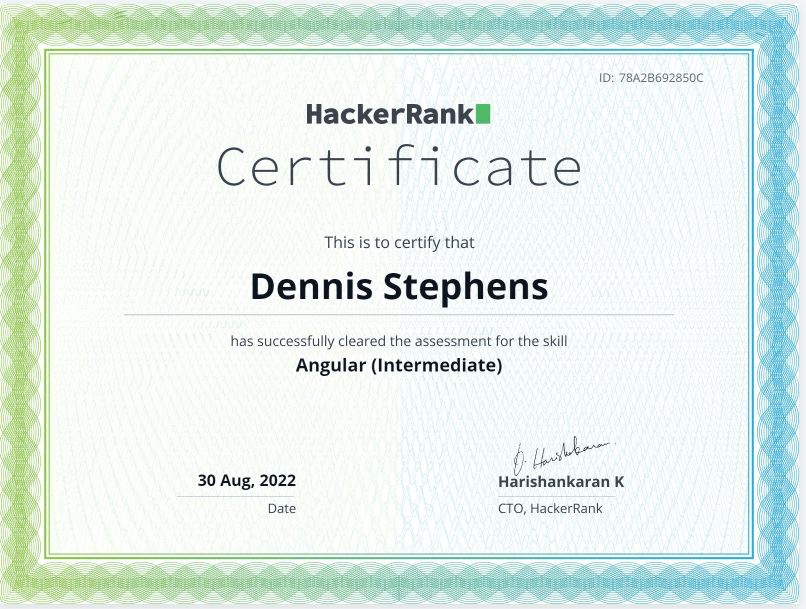 ID: 78A2B692850C
HackerRank
Certificate
This is to certify that
Dennis Stephens
has successfully cleared the assessment for the skill
Angular (Intermediate)
30 Aug, 2022
Date
Harishankaran K
CTO, HackerRank